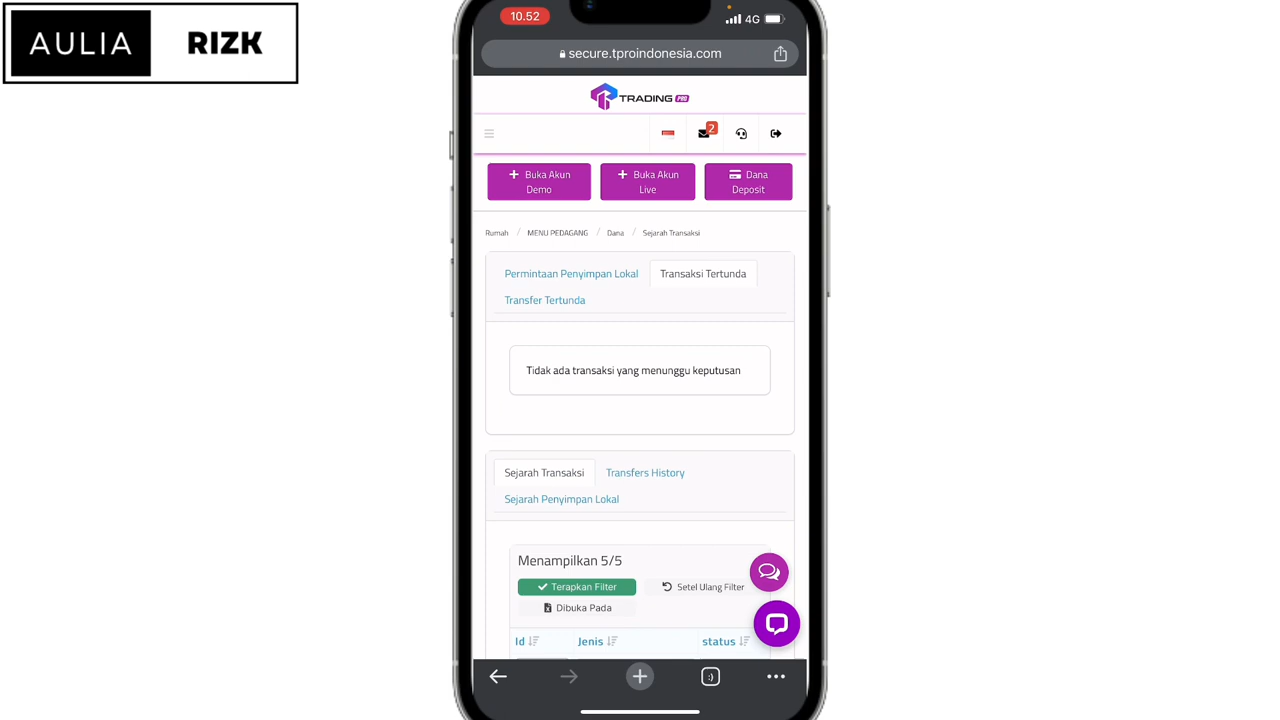 AULIA RIZK
10.52
4G
secure.tproindonesia.com
TRADING PRO
2
Buka Akun Demo
Buka Akun Live
Dana Deposit
Rumah / MENU PEDAGANG / Dana / Sejarah Transaksi
Permintaan Penyimpan Lokal
Transaksi Tertunda
Transfer Tertunda
Tidak ada transaksi yang menunggu keputusan
Sejarah Transaksi
Transfers History
Sejarah Penyimpan Lokal
Menampilkan 5/5
Terapkan Filter
Setel Ulang Filter
Dibuka Pada
Id
Jenis
status
:)